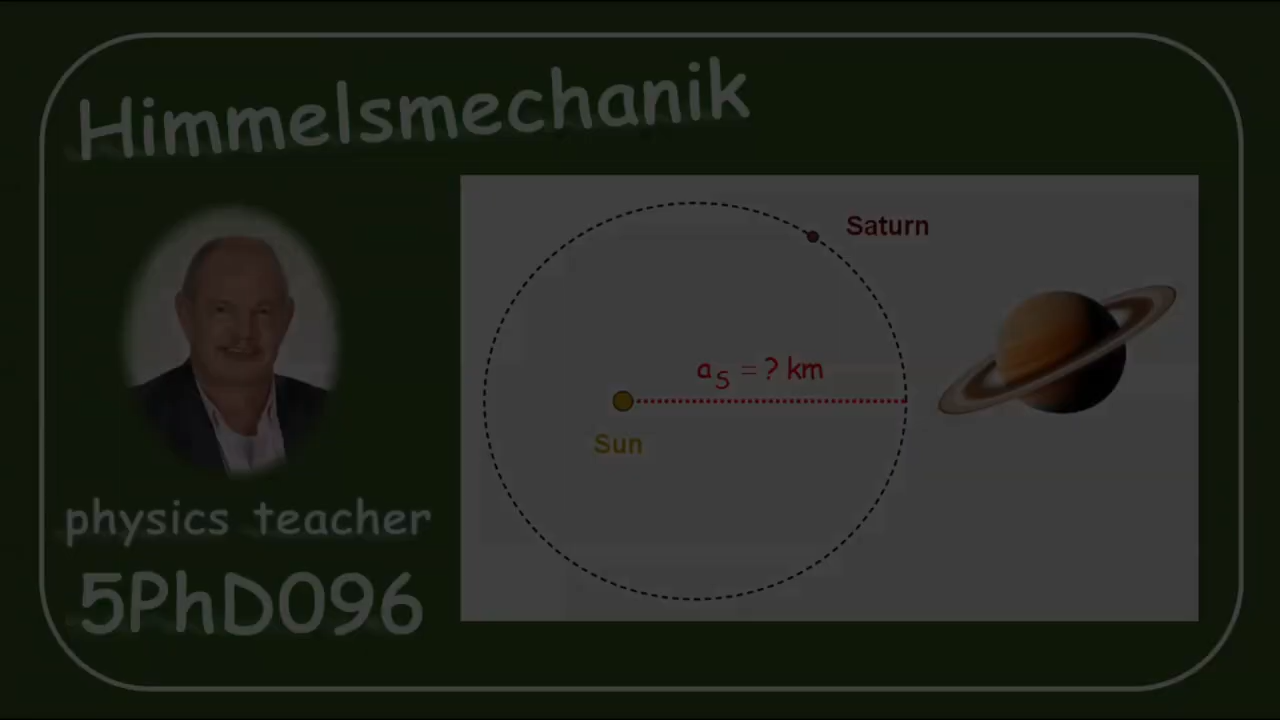 Himmelsmechanik
Saturn
a_S = ? km
Sun
physics teacher
5PhD096